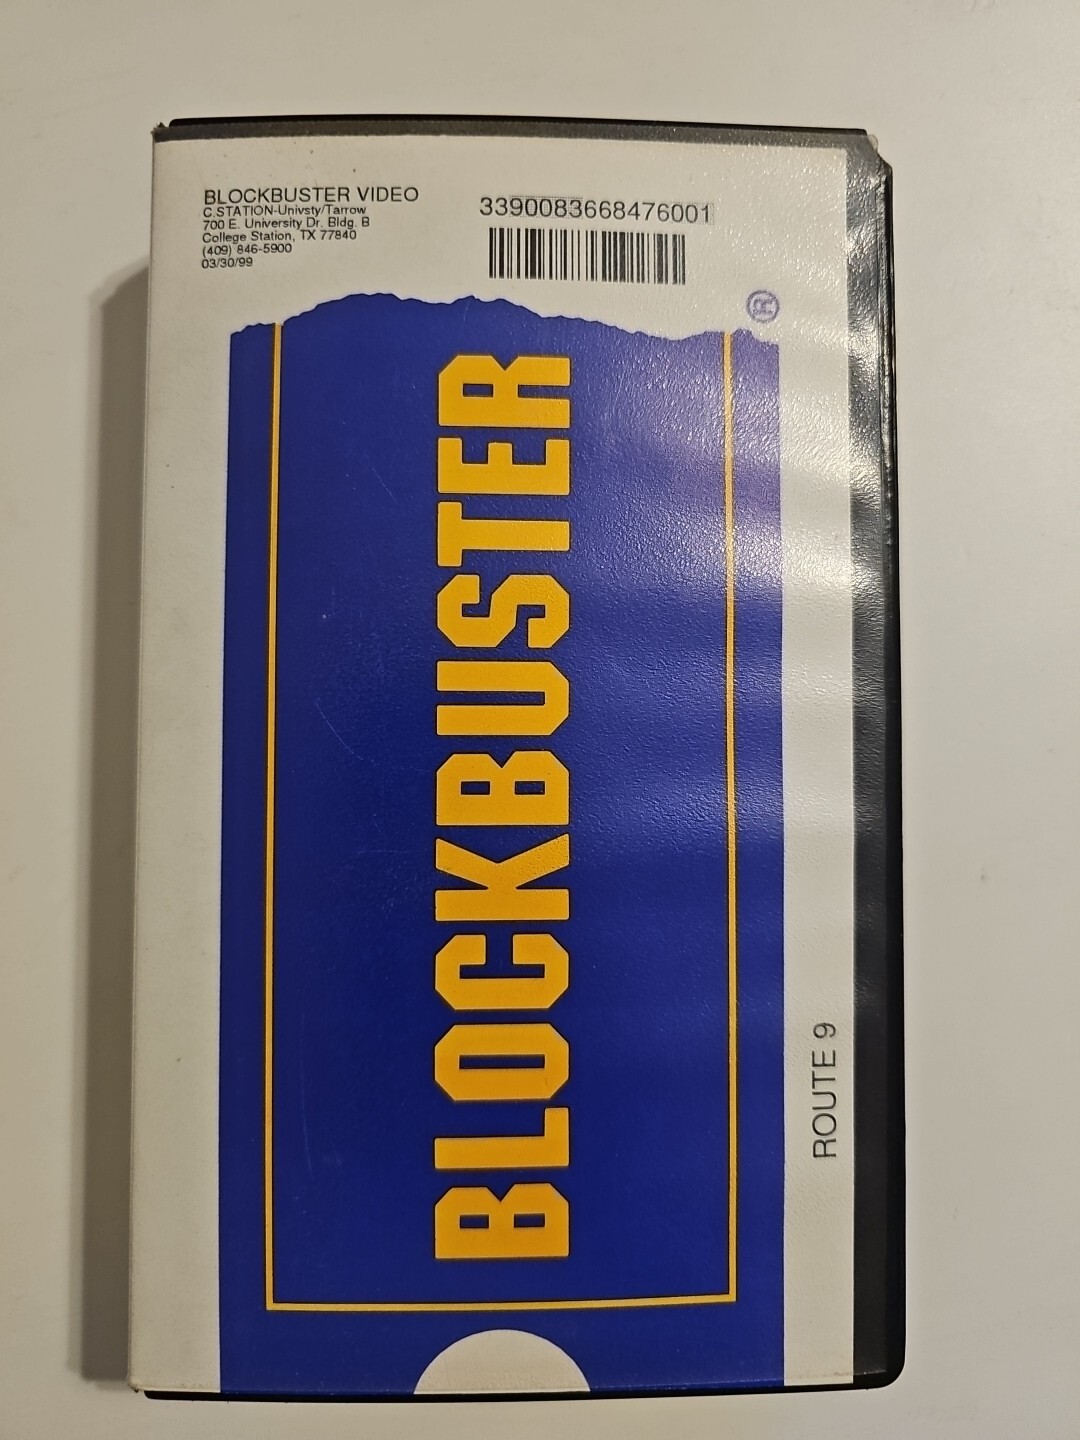 BLOCKBUSTER VIDEO
C.STATION-Univsty/Tarrow
700 E. University Dr. Bldg. B
College Station, TX 77840
(409) 846-5900
03/30/99
3390083668476001
®
BLOCKBUSTER
ROUTE 9